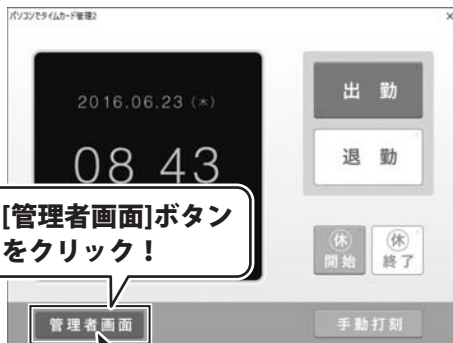 パソコンでタイムカード管理2
×
2016.06.23 (木)
08 43
出 勤
退 勤
[管理者画面]ボタン
をクリック！
休
開始
休
終了
管理者画面
手動打刻